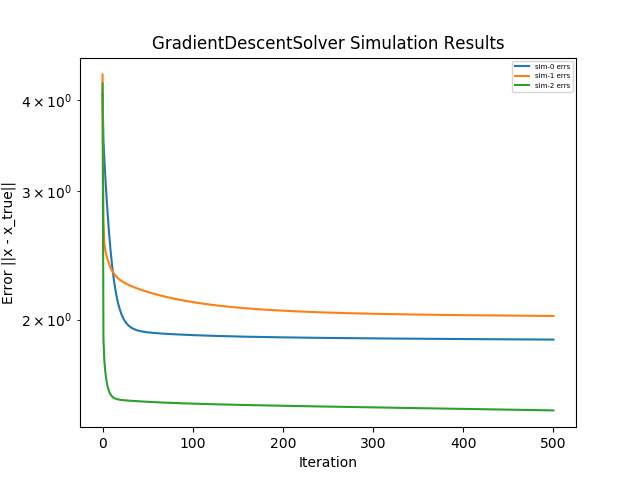 GradientDescentSolver Simulation Results
sim-0 errs
sim-1 errs
sim-2 errs
4 × 10⁰
3 × 10⁰
2 × 10⁰
Error ||x - x_true||
0 100 200 300 400 500
Iteration